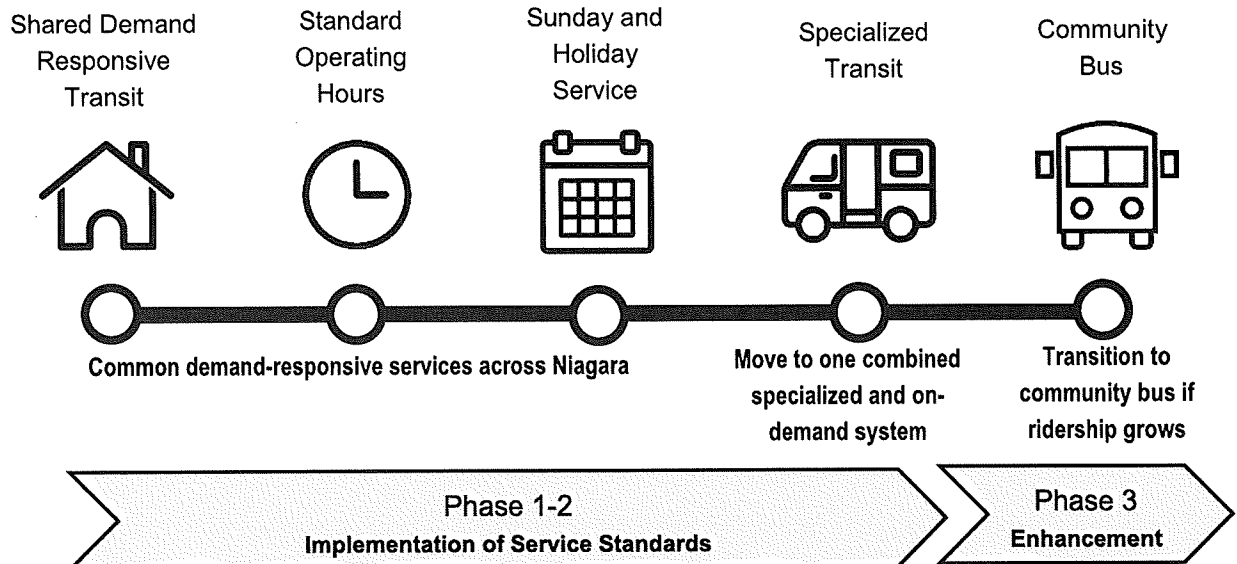 Shared Demand
Responsive
Transit
Standard
Operating
Hours
Sunday and
Holiday
Service
Specialized
Transit
Community
Bus
Common demand-responsive services across Niagara
Move to one combined
specialized and on-
demand system
Transition to
community bus if
ridership grows
Phase 1-2
Implementation of Service Standards
Phase 3
Enhancement